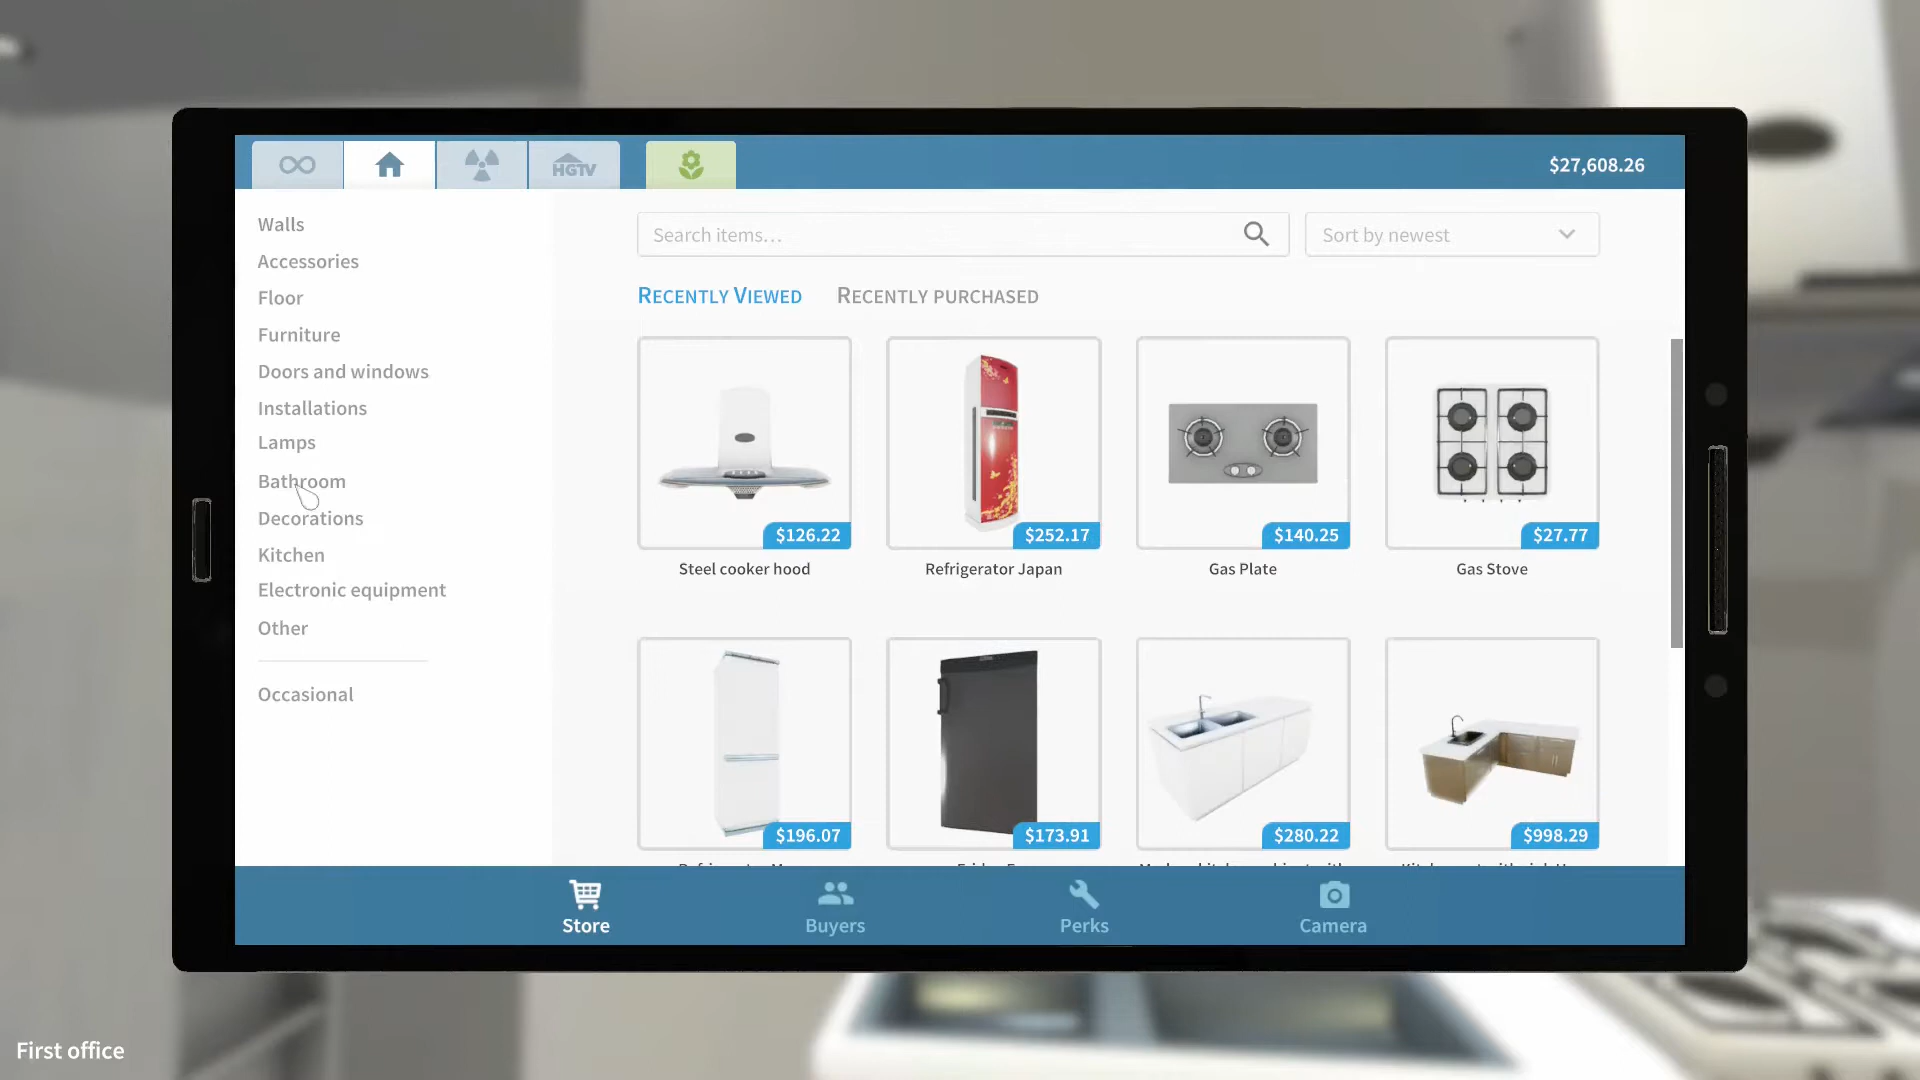 HGTV
$27,608.26
Walls
Accessories
Floor
Furniture
Doors and windows
Installations
Lamps
Bathroom
Decorations
Kitchen
Electronic equipment
Other
Occasional
Search items...
Sort by newest
RECENTLY VIEWED
RECENTLY PURCHASED
$126.22
$252.17
$140.25
$27.77
Steel cooker hood
Refrigerator Japan
Gas Plate
Gas Stove
$196.07
$173.91
$280.22
$998.29
Store
Buyers
Perks
Camera
First office